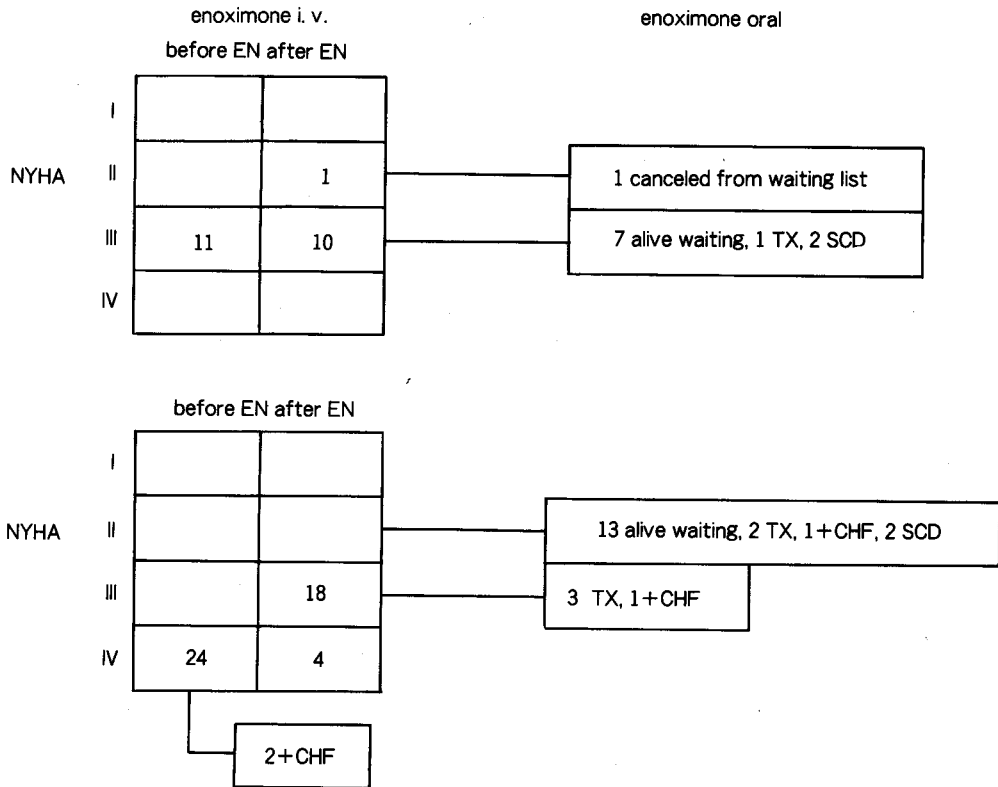 enoximone i. v.
enoximone oral
before EN after EN
I
NYHA II 1 1 canceled from waiting list
III 11 10 7 alive waiting, 1 TX, 2 SCD
IV
before EN after EN
I
NYHA II 13 alive waiting, 2 TX, 1+CHF, 2 SCD
III 18 3 TX, 1+CHF
IV 24 4
2+CHF